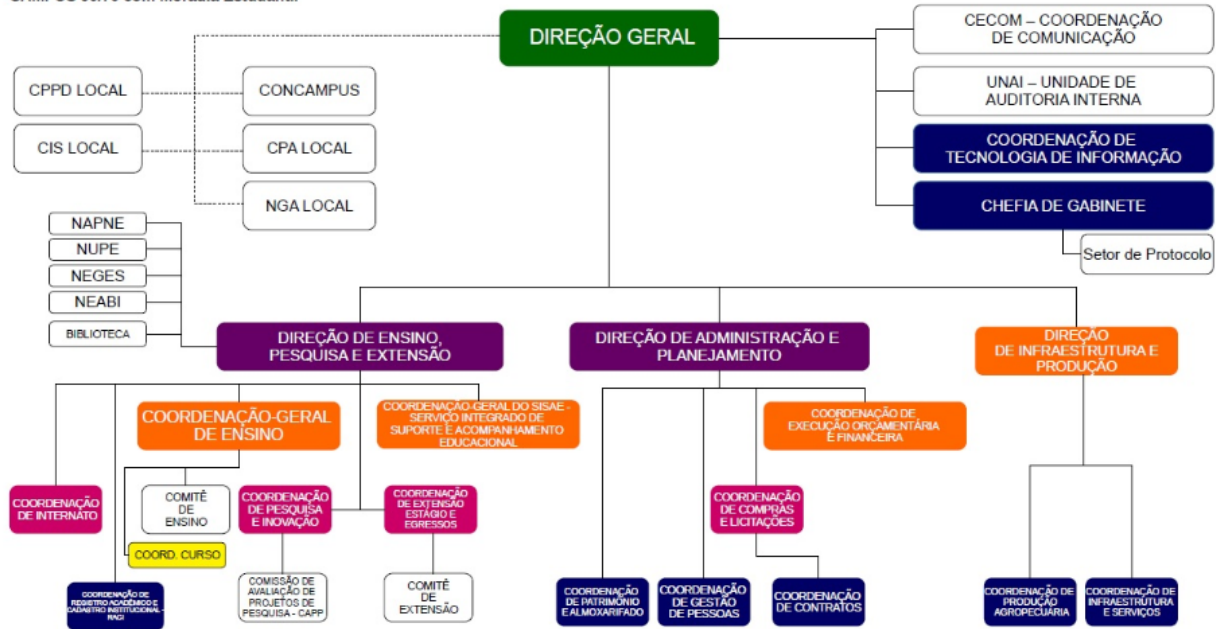 DIREÇÃO GERAL
CECOM – COORDENAÇÃO
DE COMUNICAÇÃO
UNAI – UNIDADE DE
AUDITORIA INTERNA
COORDENAÇÃO DE
TECNOLOGIA DE INFORMAÇÃO
CHEFIA DE GABINETE
Setor de Protocolo
CPPD LOCAL
CONCAMPUS
CIS LOCAL
CPA LOCAL
NGA LOCAL
NAPNE
NUPE
NEGES
NEABI
BIBLIOTECA
DIREÇÃO DE ENSINO,
PESQUISA E EXTENSÃO
DIREÇÃO DE ADMINISTRAÇÃO E
PLANEJAMENTO
DIREÇÃO
DE INFRAESTRUTURA E
PRODUÇÃO
COORDENAÇÃO-GERAL
DE ENSINO
COORDENAÇÃO-GERAL DO SISAE -
SERVIÇO INTEGRADO DE
SUPORTE E ACOMPANHAMENTO
EDUCACIONAL
COORDENAÇÃO DE
EXECUÇÃO ORÇAMENTÁRIA
E FINANCEIRA
COORDENAÇÃO
DE INTERNATO
COMITÊ
DE
ENSINO
COORDENAÇÃO
DE PESQUISA
E INOVAÇÃO
COORDENAÇÃO
DE EXTENSÃO
ESTÁGIO E
EGRESSOS
COORDENAÇÃO
DE COMPRAS
E LICITAÇÕES
COORD. CURSO
COORDENAÇÃO DE
REGISTRO ACADÊMICO E
CADASTRO INSTITUCIONAL -
COMISSÃO DE
AVALIAÇÃO DE
PROJETOS DE
PESQUISA - CAPP
COMITÊ
DE
EXTENSÃO
COORDENAÇÃO
DE PATRIMÔNIO
E ALMOXARIFADO
COORDENAÇÃO
DE GESTÃO
DE PESSOAS
COORDENAÇÃO
DE CONTRATOS
COORDENAÇÃO DE
PRODUÇÃO
AGROPECUÁRIA
COORDENAÇÃO DE
INFRAESTRUTURA
E SERVIÇOS